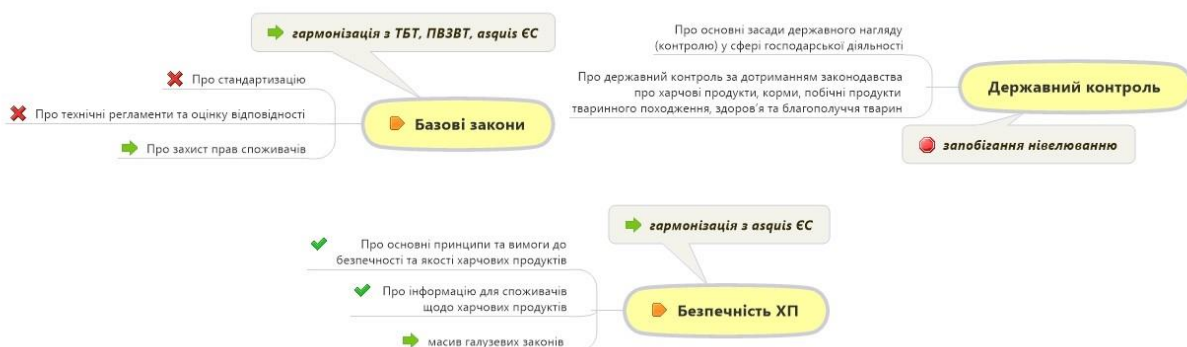 гармонізація з ТБТ, ПВЗВТ, asquis ЄС
Про стандартизацію
Про технічні регламенти та оцінку відповідності
Про захист прав споживачів
Базові закони
Про основні засади державного нагляду
(контролю) у сфері господарської діяльності
Про державний контроль за дотриманням законодавства
про харчові продукти, корми, побічні продукти
тваринного походження, здоров'я та благополуччя тварин
Державний контроль
запобігання нівелюванню
гармонізація з asquis ЄС
Про основні принципи та вимоги до
безпечності та якості харчових продуктів
Про інформацію для споживачів
щодо харчових продуктів
масив галузевих законів
Безпечність ХП